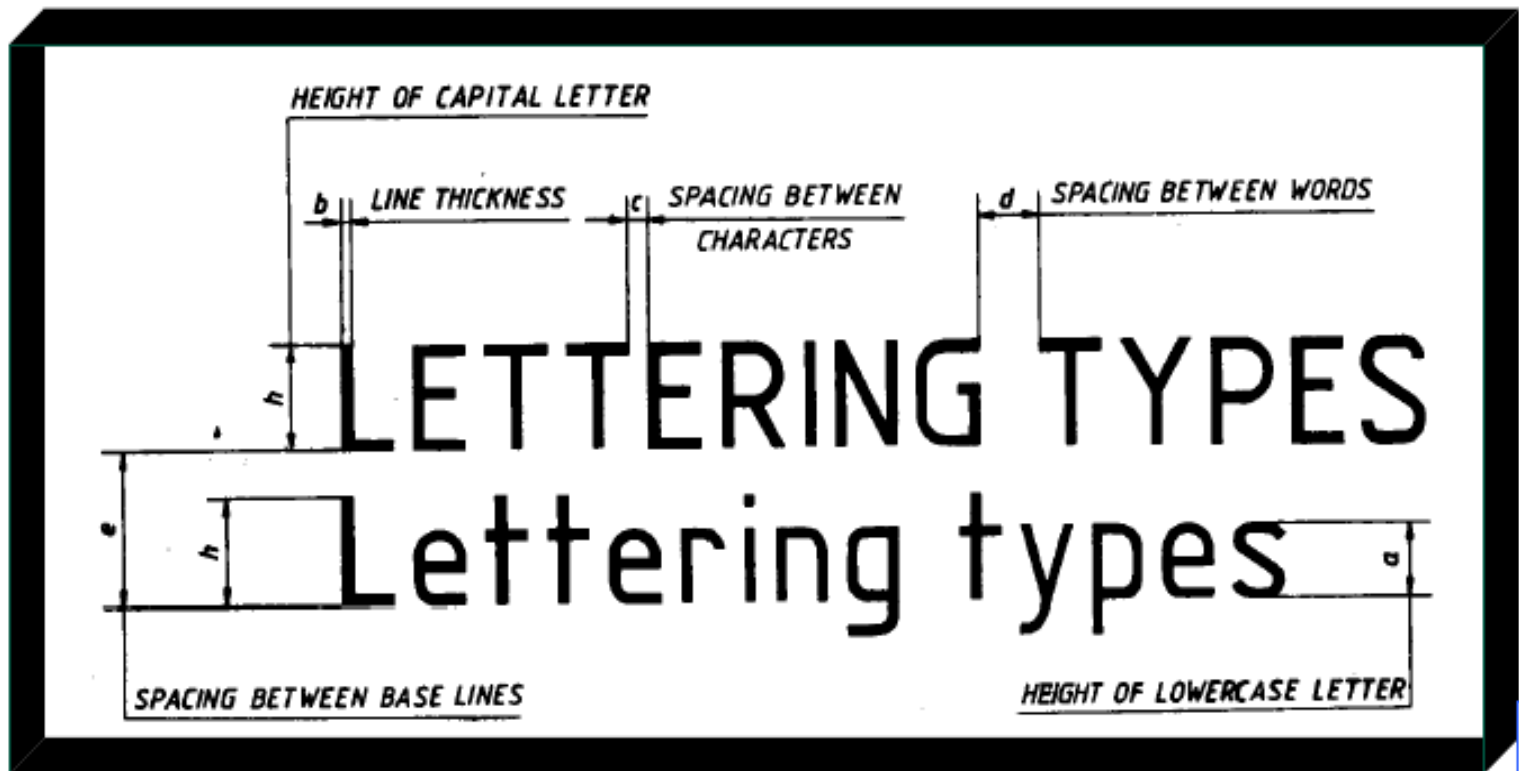 HEIGHT OF CAPITAL LETTER
b LINE THICKNESS c SPACING BETWEEN d SPACING BETWEEN WORDS
CHARACTERS
h LETTERING TYPES
e h Lettering types a
SPACING BETWEEN BASE LINES HEIGHT OF LOWERCASE LETTER